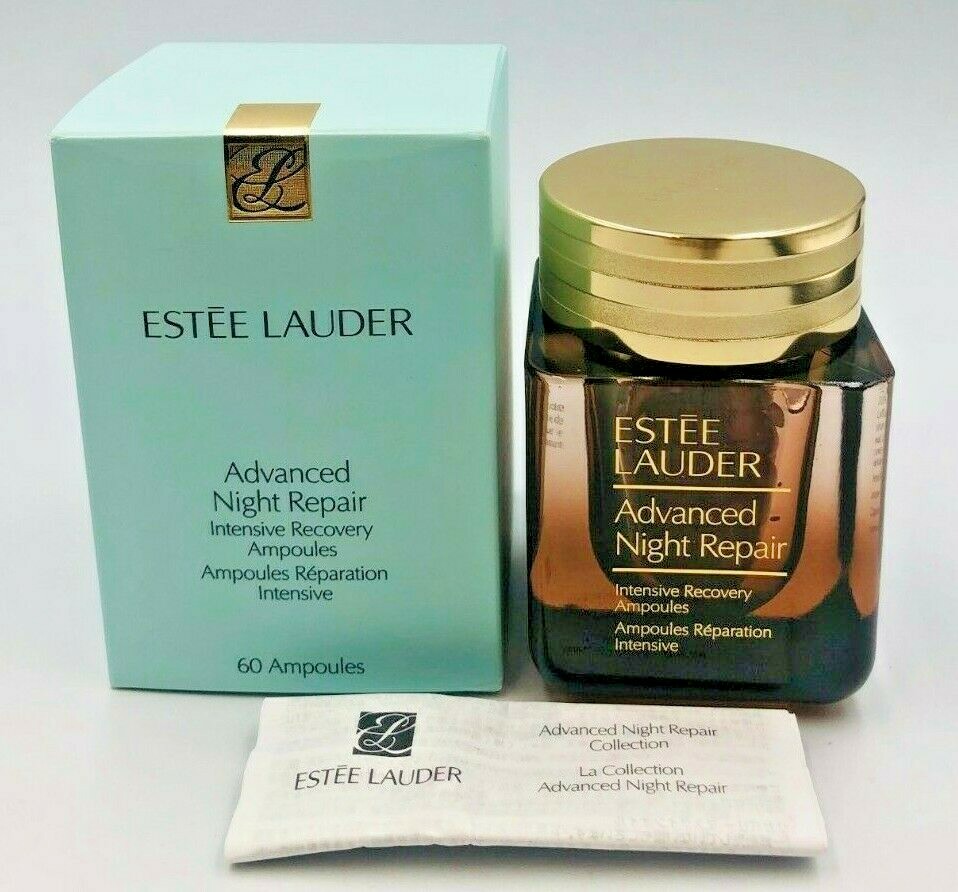 ESTĒE LAUDER
Advanced
Night Repair
Intensive Recovery
Ampoules
Ampoules Réparation
Intensive
60 Ampoules
ESTĒE
LAUDER
Advanced
Night Repair
Intensive Recovery
Ampoules
Ampoules Réparation
Intensive
ESTĒE LAUDER
Advanced Night Repair
Collection
La Collection
Advanced Night Repair